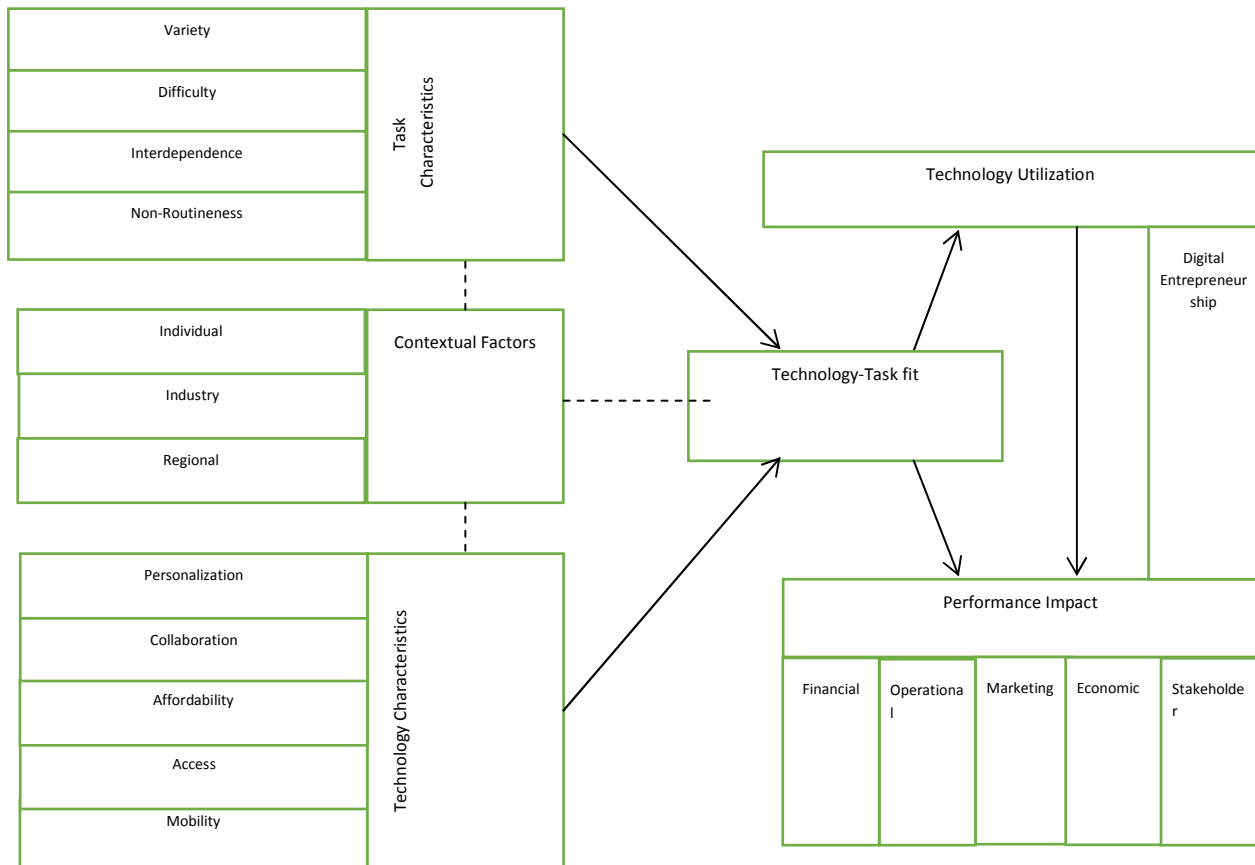 Variety
Difficulty
Interdependence
Non-Routineness
Task
Characteristics
Individual
Industry
Regional
Contextual Factors
Personalization
Collaboration
Affordability
Access
Mobility
Technology Characteristics
Technology-Task fit
Technology Utilization
Digital
Entrepreneur
ship
Performance Impact
Financial
Operationa
l
Marketing
Economic
Stakeholde
r